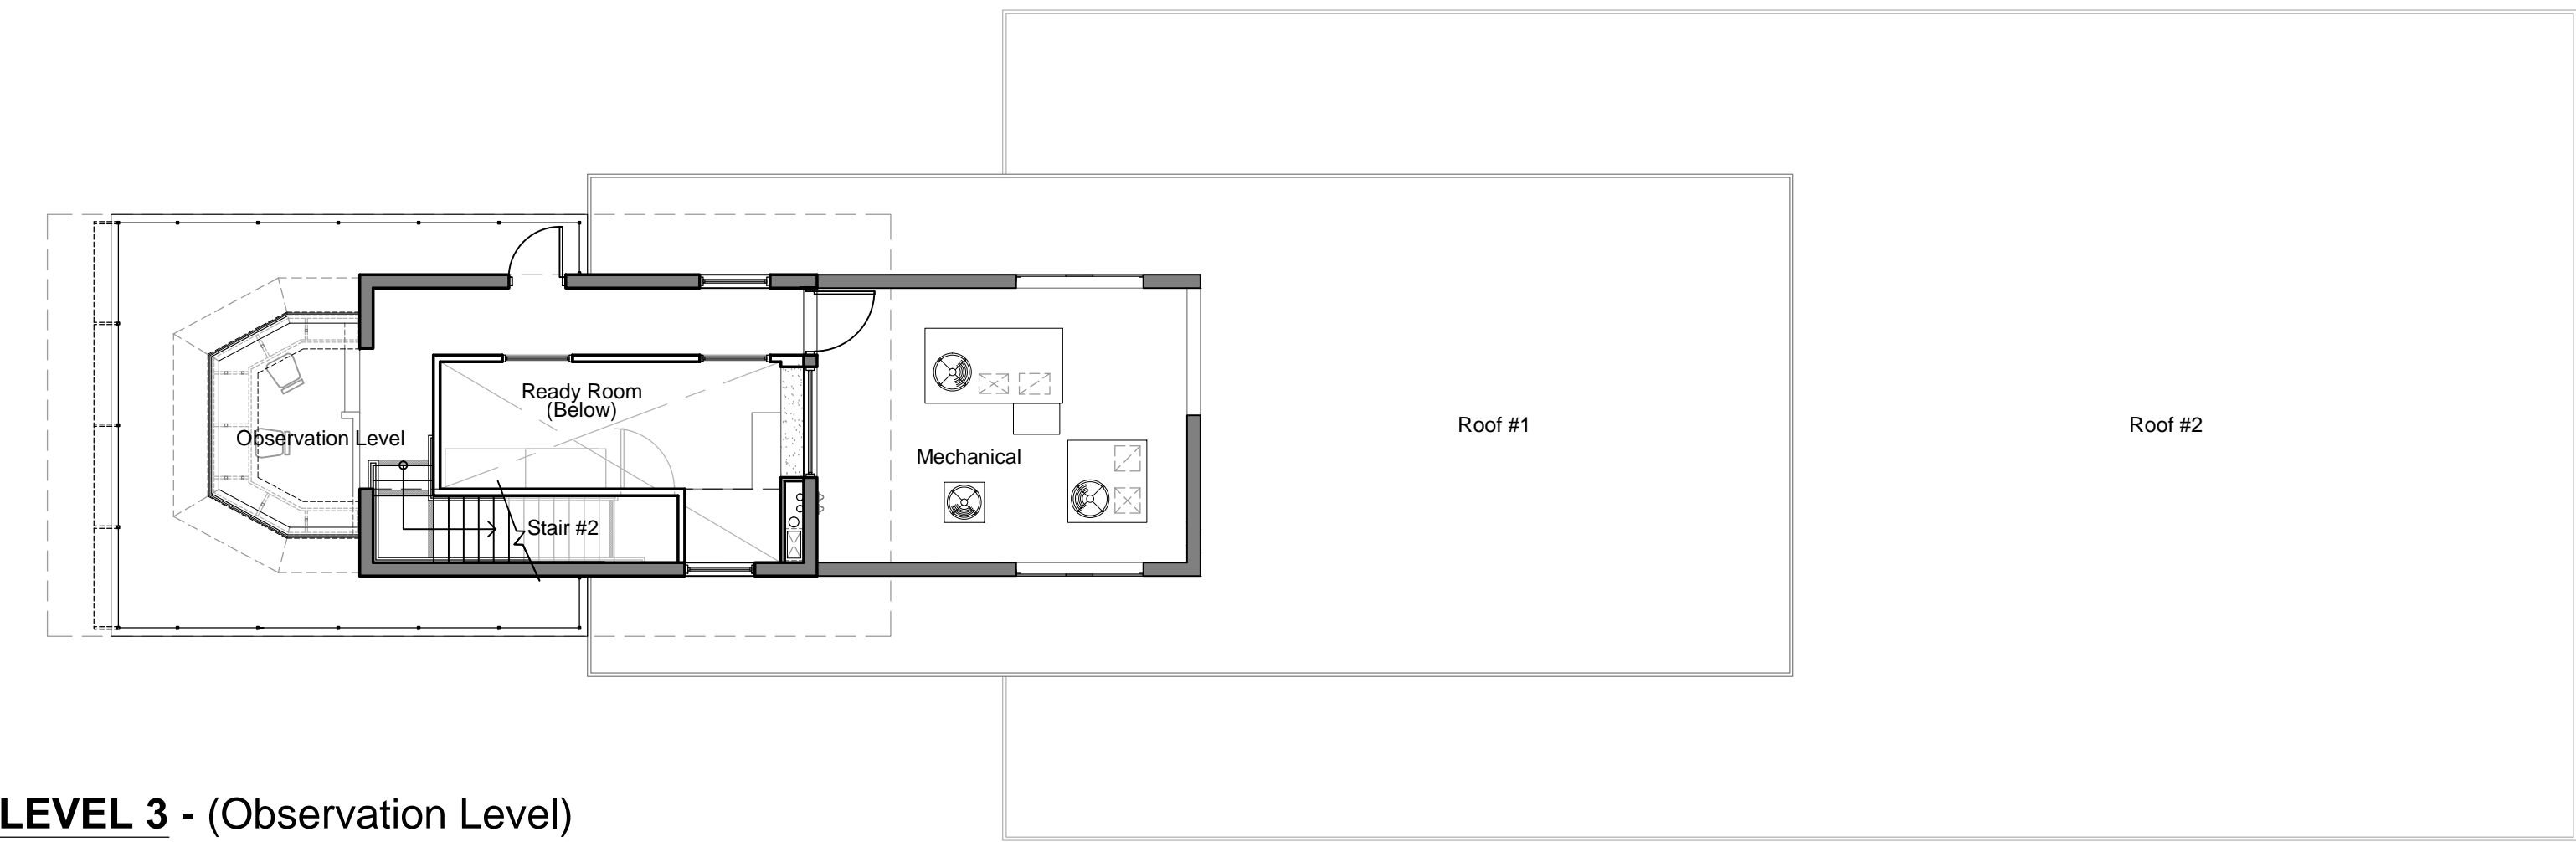 Ready Room
(Below)
Observation Level
Roof #1
Roof #2
Mechanical
Stair #2
LEVEL 3 - (Observation Level)